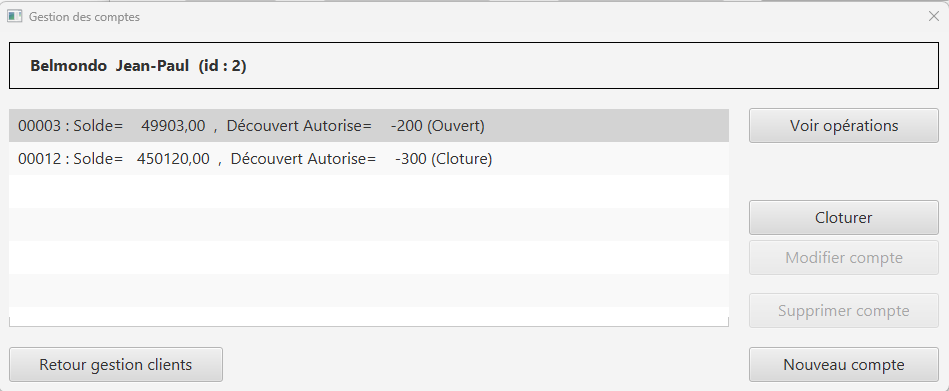 Gestion des comptes
Belmondo Jean-Paul (id : 2)
00003 : Solde= 49903,00 , Découvert Autorise= -200 (Ouvert)
00012 : Solde= 450120,00 , Découvert Autorise= -300 (Cloture)
Voir opérations
Cloturer
Modifier compte
Supprimer compte
Retour gestion clients
Nouveau compte